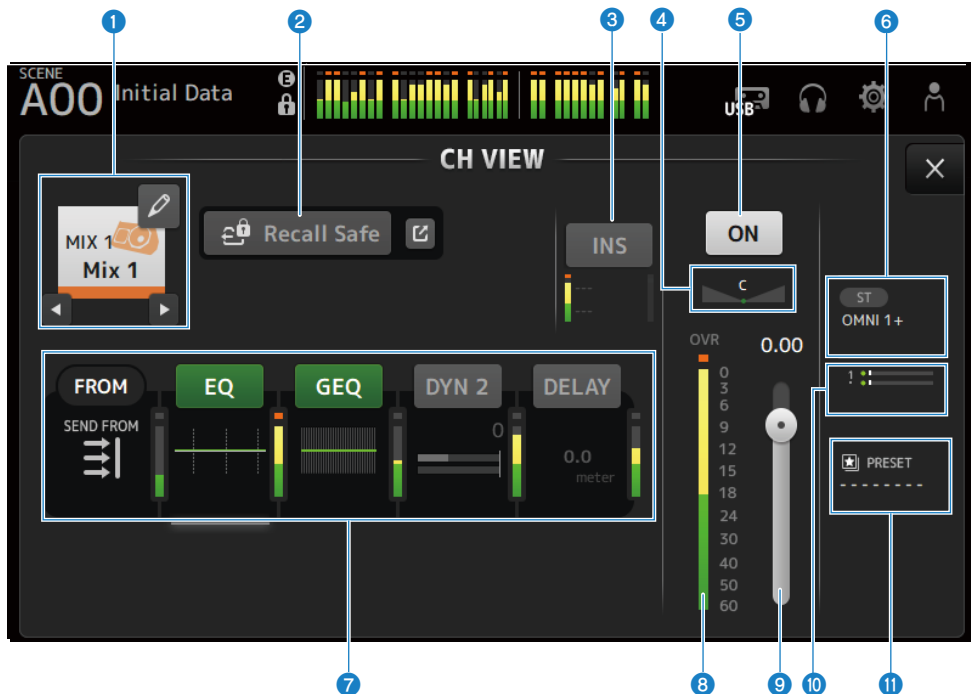 1 2 3 4 5 6
SCENE
A00 Initial Data E
USB
CH VIEW
MIX 1
Mix 1
Recall Safe
INS
---
---
ON
C
ST
OMNI 1+
OVR 0.00
0
3
6
9
12
15
18
24
30
40
50
60
1
!
PRESET
--------
FROM EQ GEQ DYN 2 DELAY
SEND FROM
0
0.0
meter
7 8 9 10 11